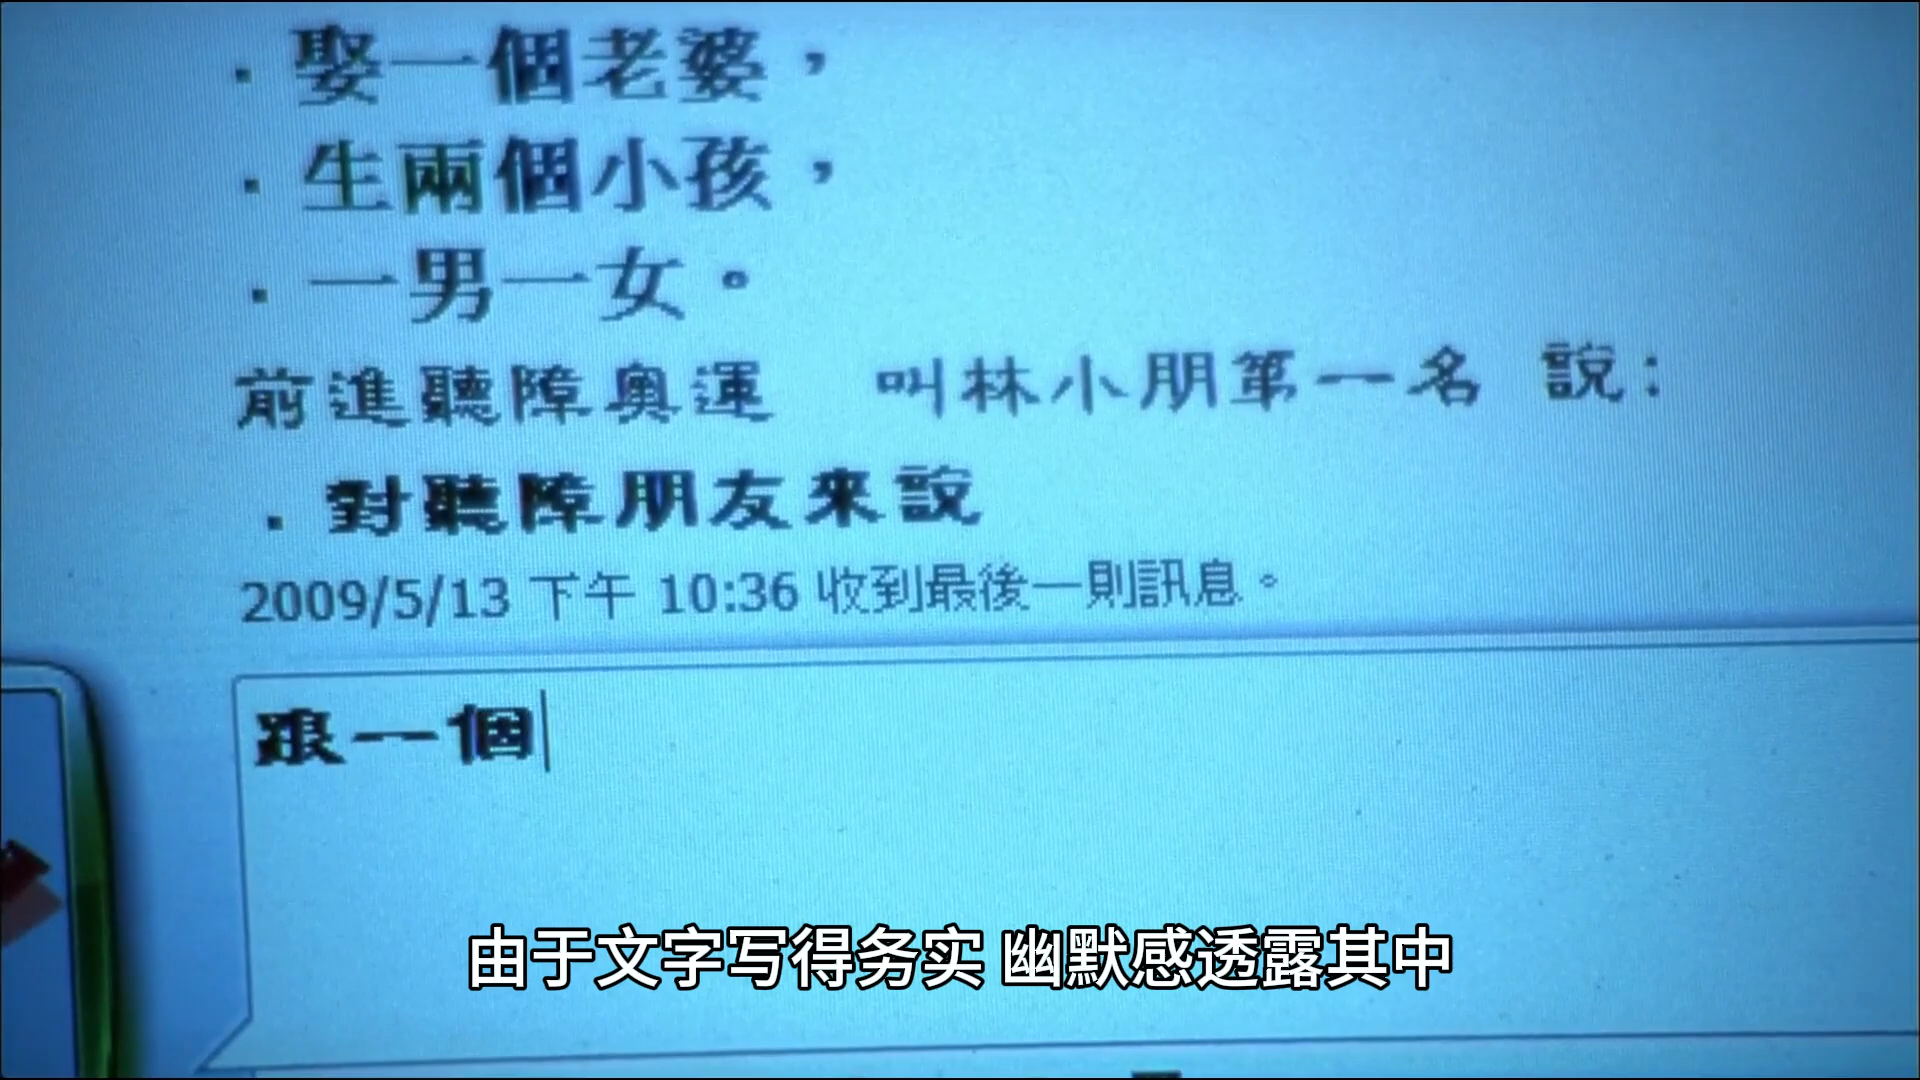 ·娶一個老婆，
·生兩個小孩，
·一男一女。
前進聽障奧運 叫林小朋第一名 說:
·對聽障朋友來說
2009/5/13 下午 10:36 收到最後一則訊息。
跟一個
由于文字写得务实 幽默感透露其中